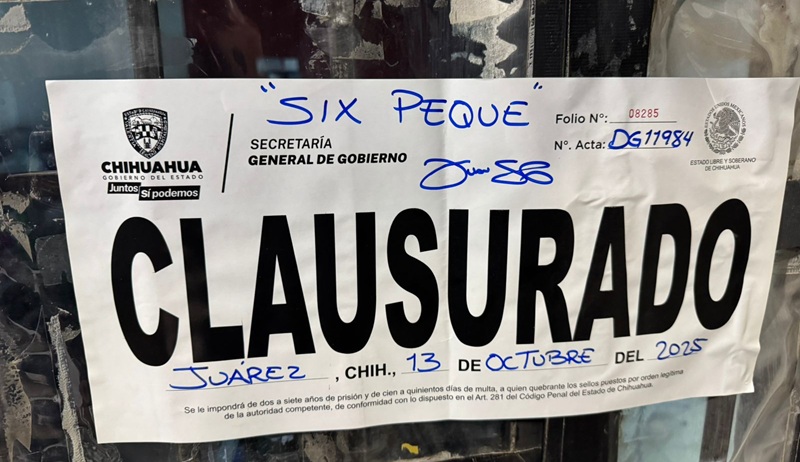 "SIX PEQUE"
Folio N°: 08285
N°. Acta: DG11984
CHIHUAHUA
GOBIERNO DEL ESTADO
Juntos Sí podemos
SECRETARÍA
GENERAL DE GOBIERNO
ESTADOS UNIDOS MEXICANOS
ESTADO LIBRE Y SOBERANO
DE CHIHUAHUA
CLAUSURADO
JUÁREZ, CHIH., 13 DE OCTUBRE DEL 2025
Se le impondrá de dos a siete años de prisión y de cien a quinientos días de multa, a quien quebrante los sellos puestos por orden legítima
de la autoridad competente, de conformidad con lo dispuesto en el Art. 281 del Código Penal del Estado de Chihuahua.